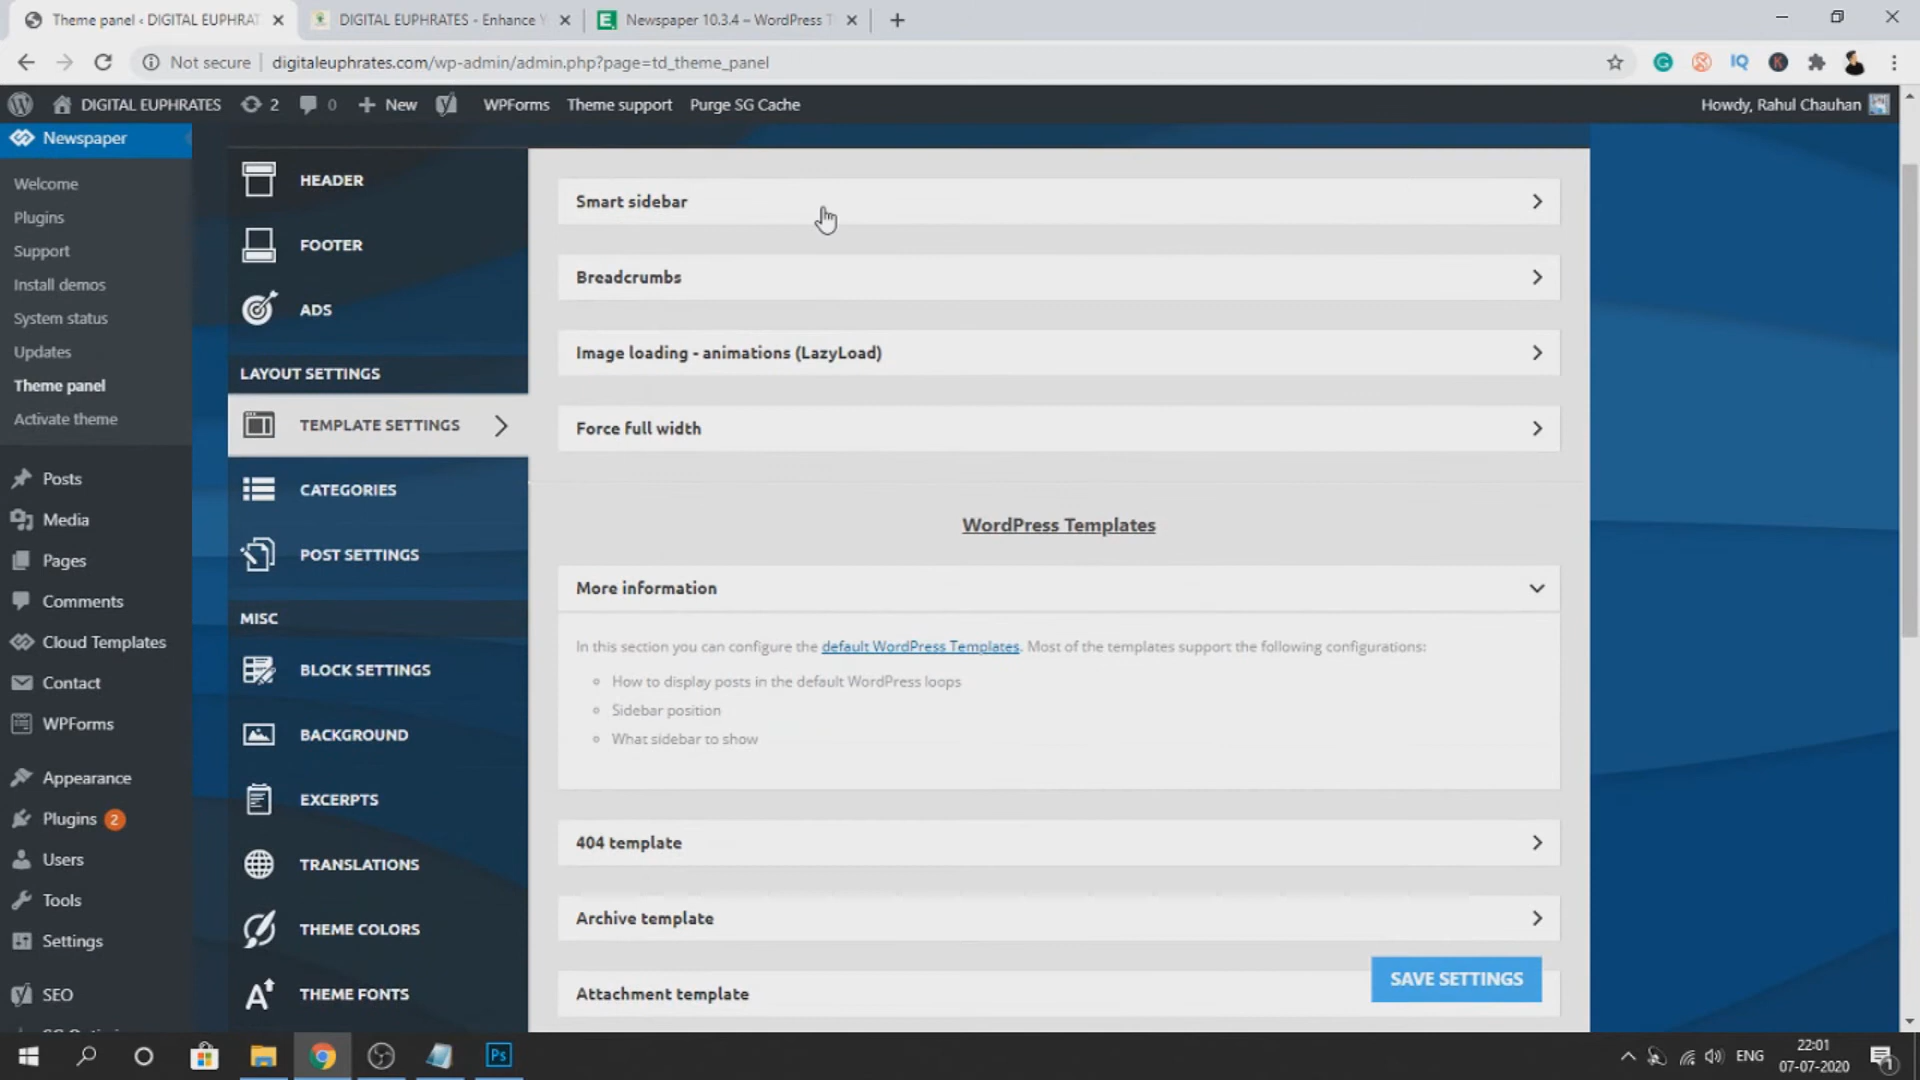 Theme panel ‹ DIGITAL EUPHRAT
DIGITAL EUPHRATES - Enhance Y
Newspaper 10.3.4 – WordPress T
Not secure
digitaleuphrates.com/wp-admin/admin.php?page=td_theme_panel
DIGITAL EUPHRATES
2
0
New
WPForms
Theme support
Purge SG Cache
Howdy, Rahul Chauhan
Newspaper
Welcome
Plugins
Support
Install demos
System status
Updates
Theme panel
Activate theme
Posts
Media
Pages
Comments
Cloud Templates
Contact
WPForms
Appearance
Plugins 2
Users
Tools
Settings
SEO
HEADER
FOOTER
ADS
LAYOUT SETTINGS
TEMPLATE SETTINGS
CATEGORIES
POST SETTINGS
MISC
BLOCK SETTINGS
BACKGROUND
EXCERPTS
TRANSLATIONS
THEME COLORS
THEME FONTS
Smart sidebar
Breadcrumbs
Image loading - animations (LazyLoad)
Force full width
WordPress Templates
More information
In this section you can configure the default WordPress Templates. Most of the templates support the following configurations:
How to display posts in the default WordPress loops
Sidebar position
What sidebar to show
404 template
Archive template
Attachment template
SAVE SETTINGS
Ps
ENG
22:01
07-07-2020
1